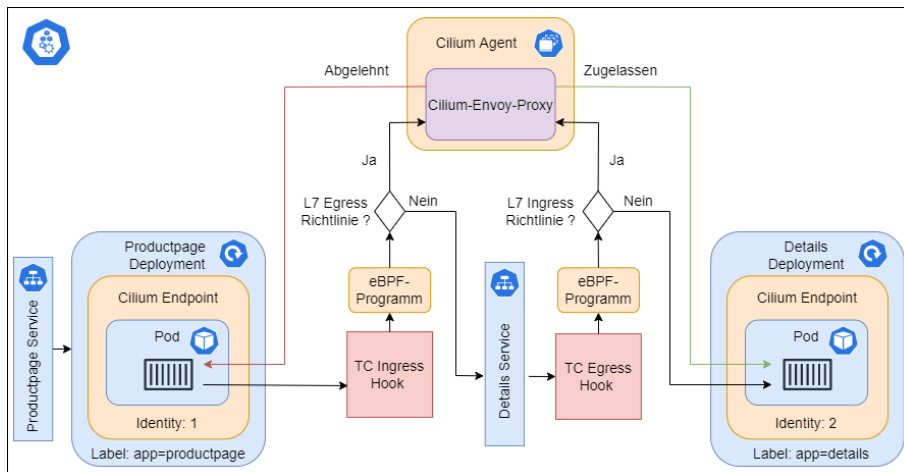 Cilium Agent
Abgelehnt
Zugelassen
Cilium-Envoy-Proxy
Ja
Ja
L7 Egress
Richtlinie ?
Nein
L7 Ingress
Richtlinie ?
Nein
Productpage Service
Productpage
Deployment
Cilium Endpoint
Pod
Identity: 1
Label: app=productpage
eBPF-
Programm
TC Ingress
Hook
Details Service
eBPF-
Programm
TC Egress
Hook
Details
Deployment
Cilium Endpoint
Pod
Identity: 2
Label: app=details